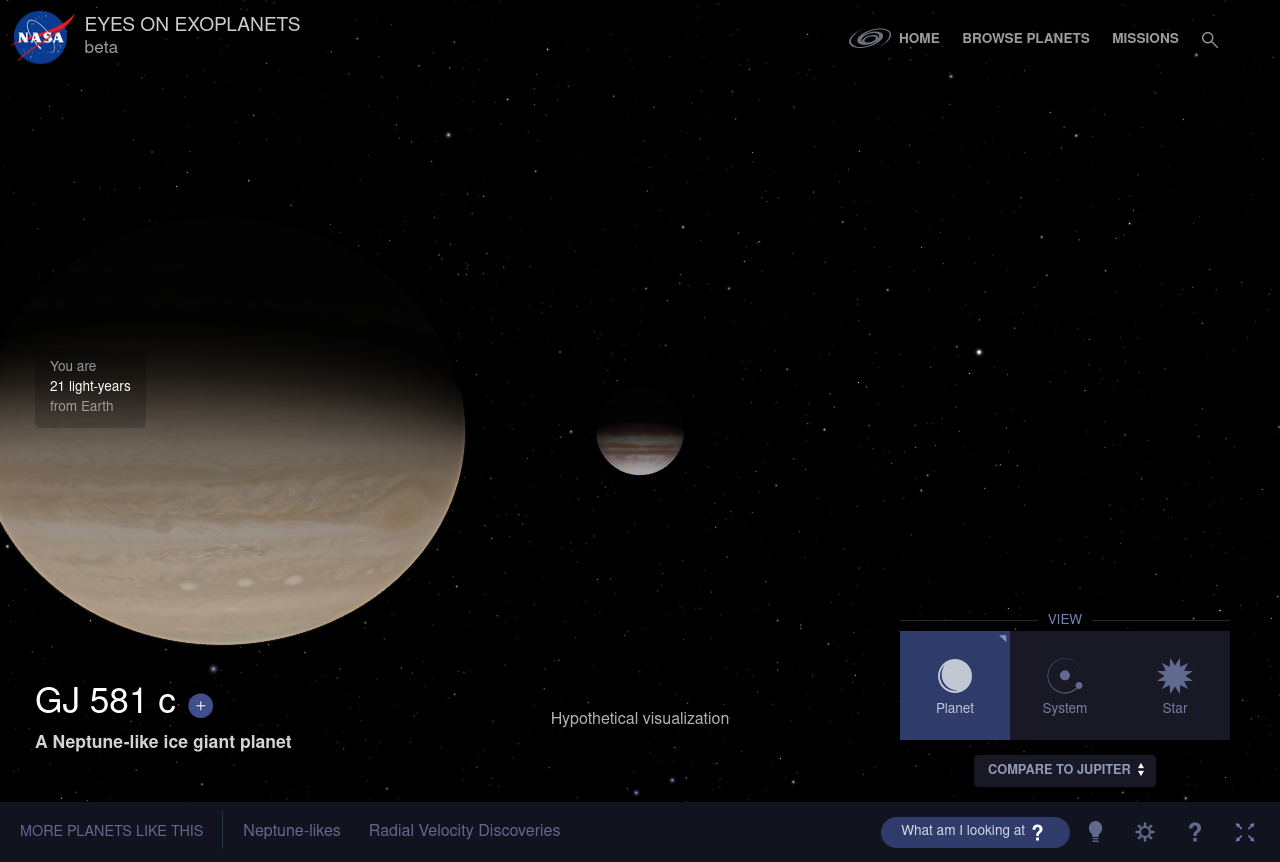 NASA
EYES ON EXOPLANETS
beta
HOME
BROWSE PLANETS
MISSIONS
You are
21 light-years
from Earth
VIEW
Planet
System
Star
GJ 581 c +
A Neptune-like ice giant planet
Hypothetical visualization
COMPARE TO JUPITER
MORE PLANETS LIKE THIS
Neptune-likes
Radial Velocity Discoveries
What am I looking at ?
?